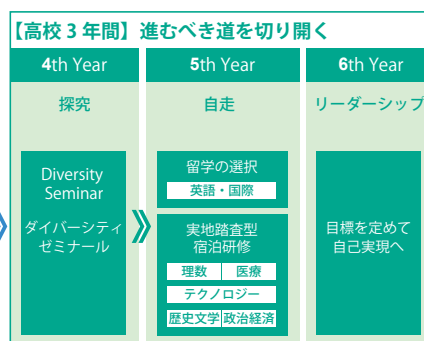 【高校3年間】進むべき道を切り開く
4th Year
探究
Diversity
Seminar
ダイバーシティ
ゼミナール
5th Year
自走
留学の選択
英語・国際
実地踏査型
宿泊研修
理数 医療
テクノロジー
歴史文学 政治経済
6th Year
リーダーシップ
目標を定めて
自己実現へ